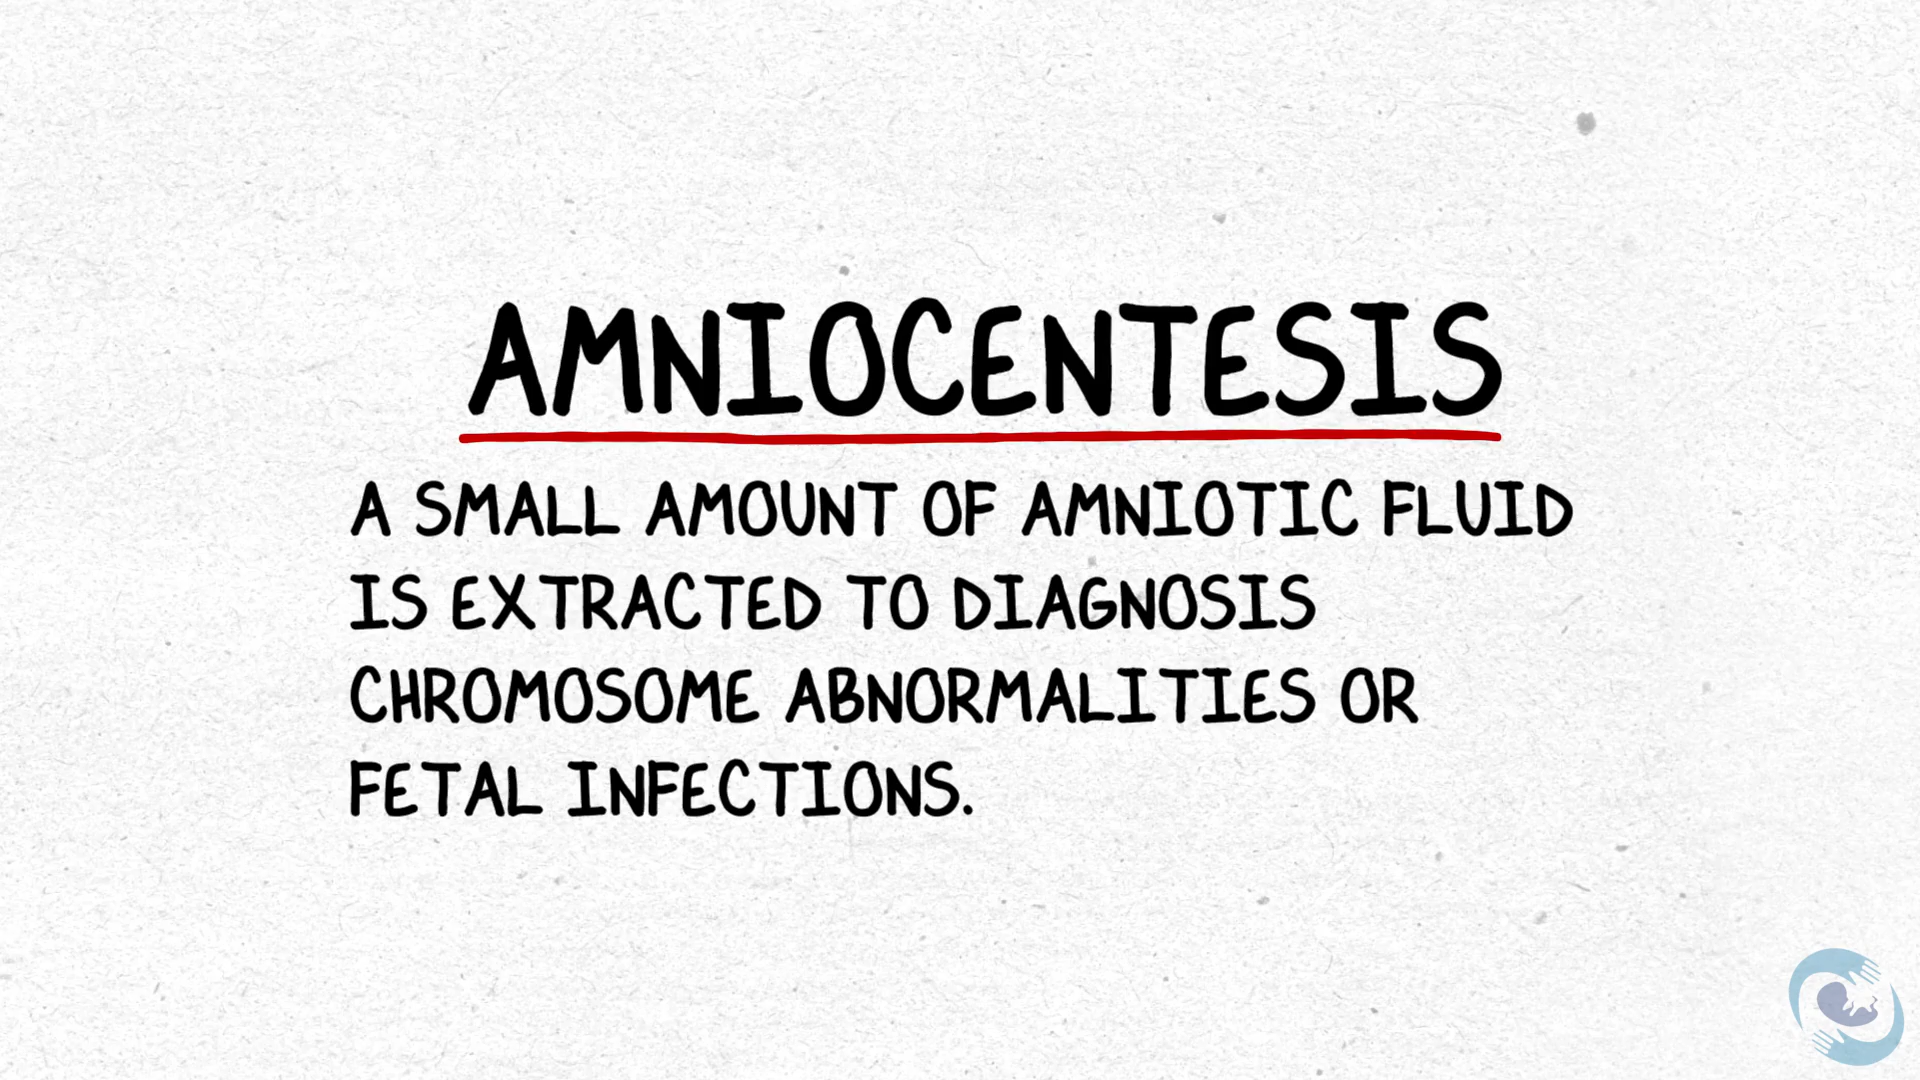 AMNIOCENTESIS
A SMALL AMOUNT OF AMNIOTIC FLUID
IS EXTRACTED TO DIAGNOSIS
CHROMOSOME ABNORMALITIES OR
FETAL INFECTIONS.